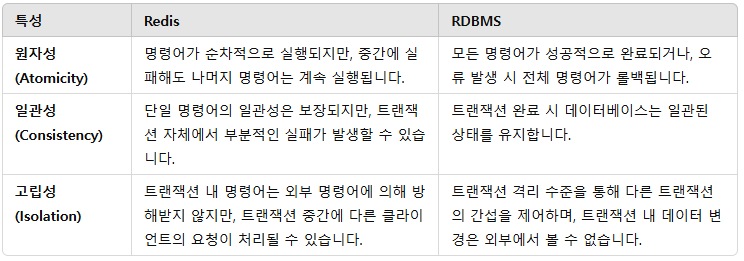 특성 Redis RDBMS
원자성
(Atomicity)
명령어가 순차적으로 실행되지만, 중간에 실
패해도 나머지 명령어는 계속 실행됩니다.
모든 명령어가 성공적으로 완료되거나, 오
류 발생 시 전체 명령어가 롤백됩니다.
일관성
(Consistency)
단일 명령어의 일관성은 보장되지만, 트랜잭
션 자체에서 부분적인 실패가 발생할 수 있습
니다.
트랜잭션 완료 시 데이터베이스는 일관된
상태를 유지합니다.
고립성
(Isolation)
트랜잭션 내 명령어는 외부 명령어에 의해 방
해받지 않지만, 트랜잭션 중간에 다른 클라이
언트의 요청이 처리될 수 있습니다.
트랜잭션 격리 수준을 통해 다른 트랜잭션
의 간섭을 제어하며, 트랜잭션 내 데이터 변
경은 외부에서 볼 수 없습니다.